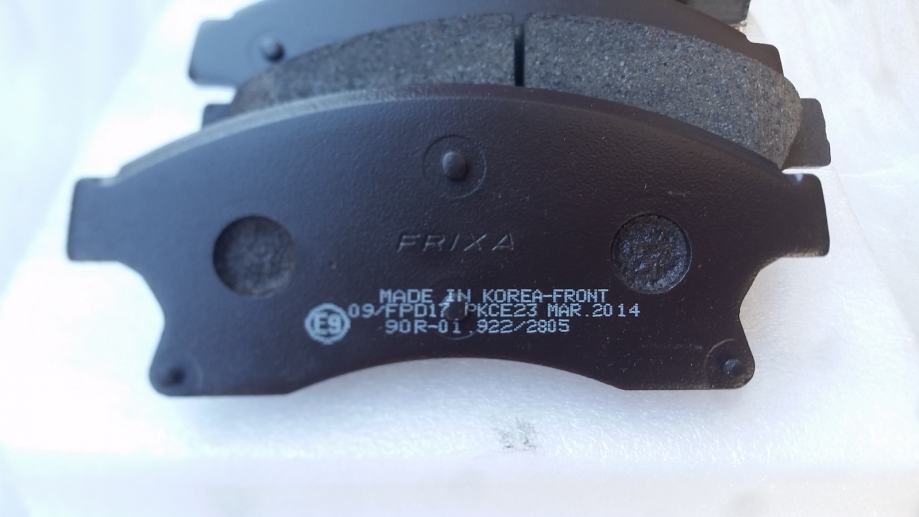 FRIXA
MADE IN KOREA-FRONT
E9 09/FPD17 PKCE23 MAR.2014
90R-01.922/2805